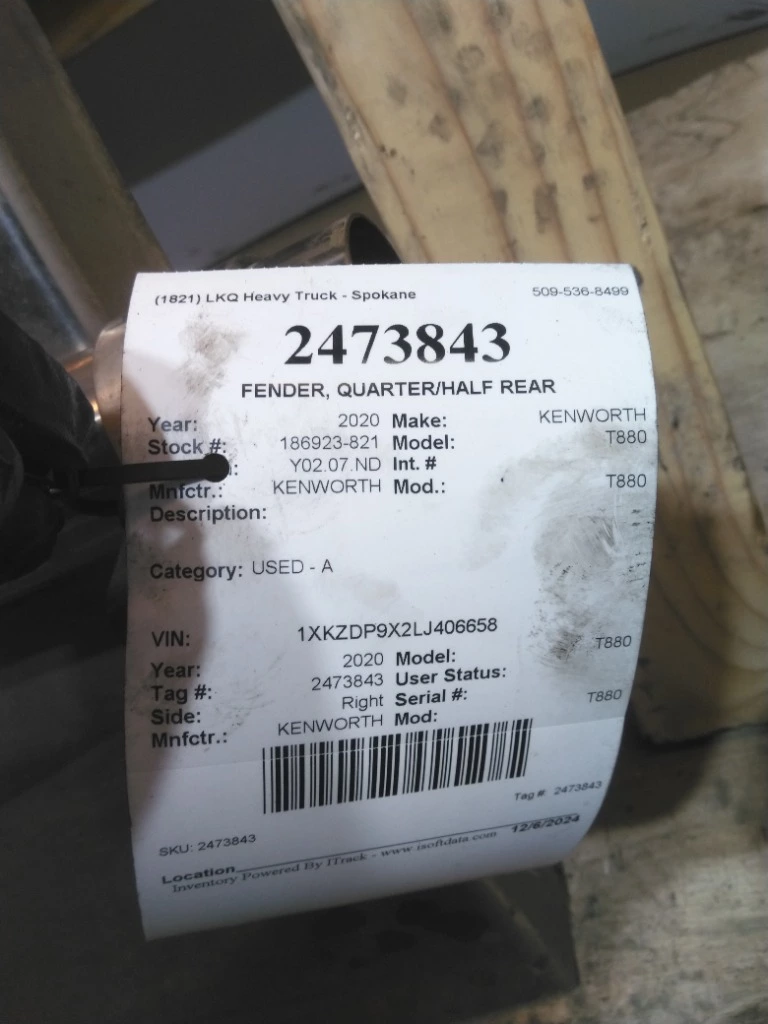 (1821) LKQ Heavy Truck - Spokane 509-536-8499
2473843
FENDER, QUARTER/HALF REAR
Year: 2020 Make: KENWORTH
Stock #: 186923-821 Model: T880
: Y02.07.ND Int. #
Mnfctr.: KENWORTH Mod.: T880
Description:
Category: USED - A
VIN: 1XKZDP9X2LJ406658
Year: 2020 Model: T880
Tag #: 2473843 User Status:
Side: Right Serial #:
Mnfctr.: KENWORTH Mod: T880
Tag #: 2473843
SKU: 2473843
Location 12/6/2024
Inventory Powered By ITrack - www.isoftdata.com